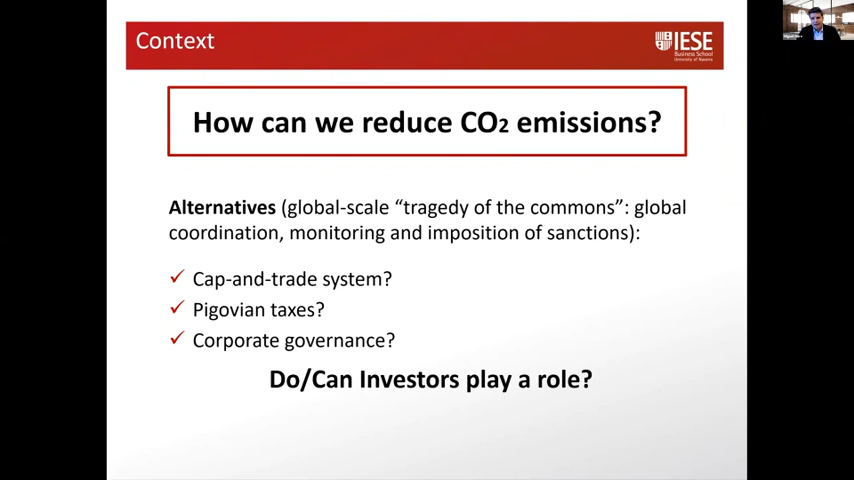 Context
IESE
Business School
University of Navarra
How can we reduce CO2 emissions?
Alternatives (global-scale “tragedy of the commons”: global
coordination, monitoring and imposition of sanctions):
✓ Cap-and-trade system?
✓ Pigovian taxes?
✓ Corporate governance?
Do/Can Investors play a role?